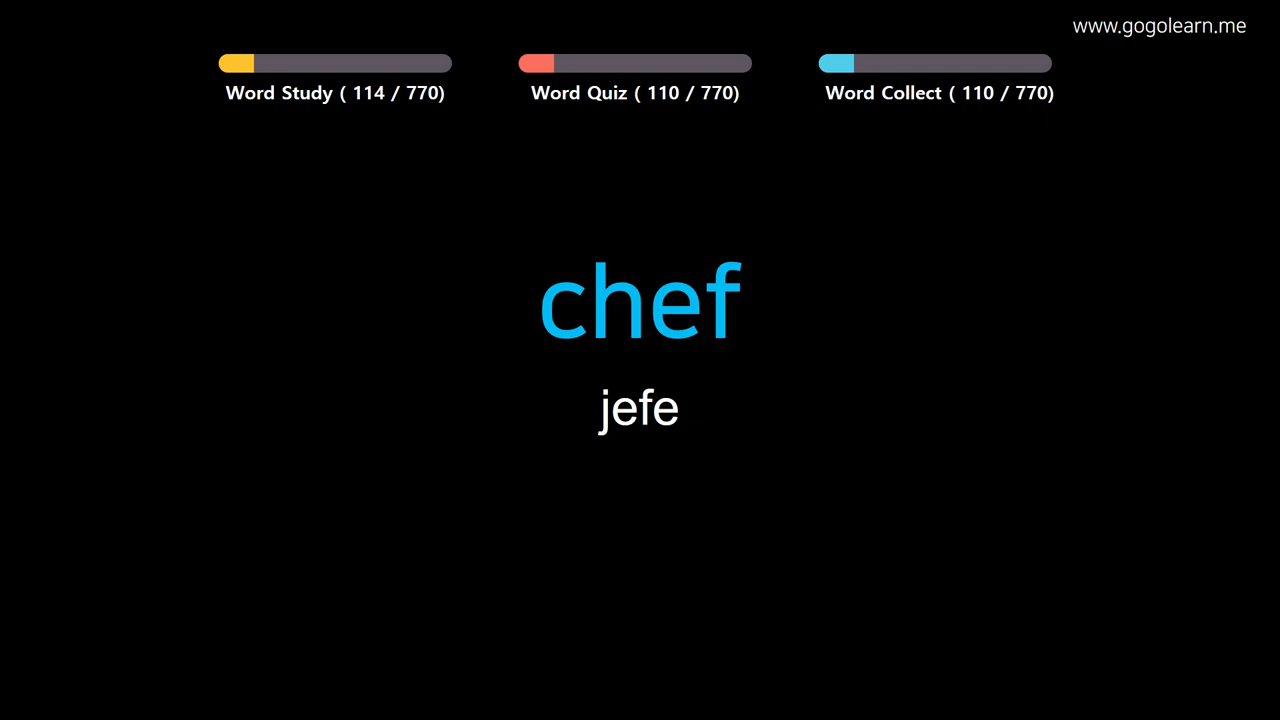 www.gogolearn.me
Word Study ( 114 / 770)
Word Quiz ( 110 / 770)
Word Collect ( 110 / 770)
chef
jefe